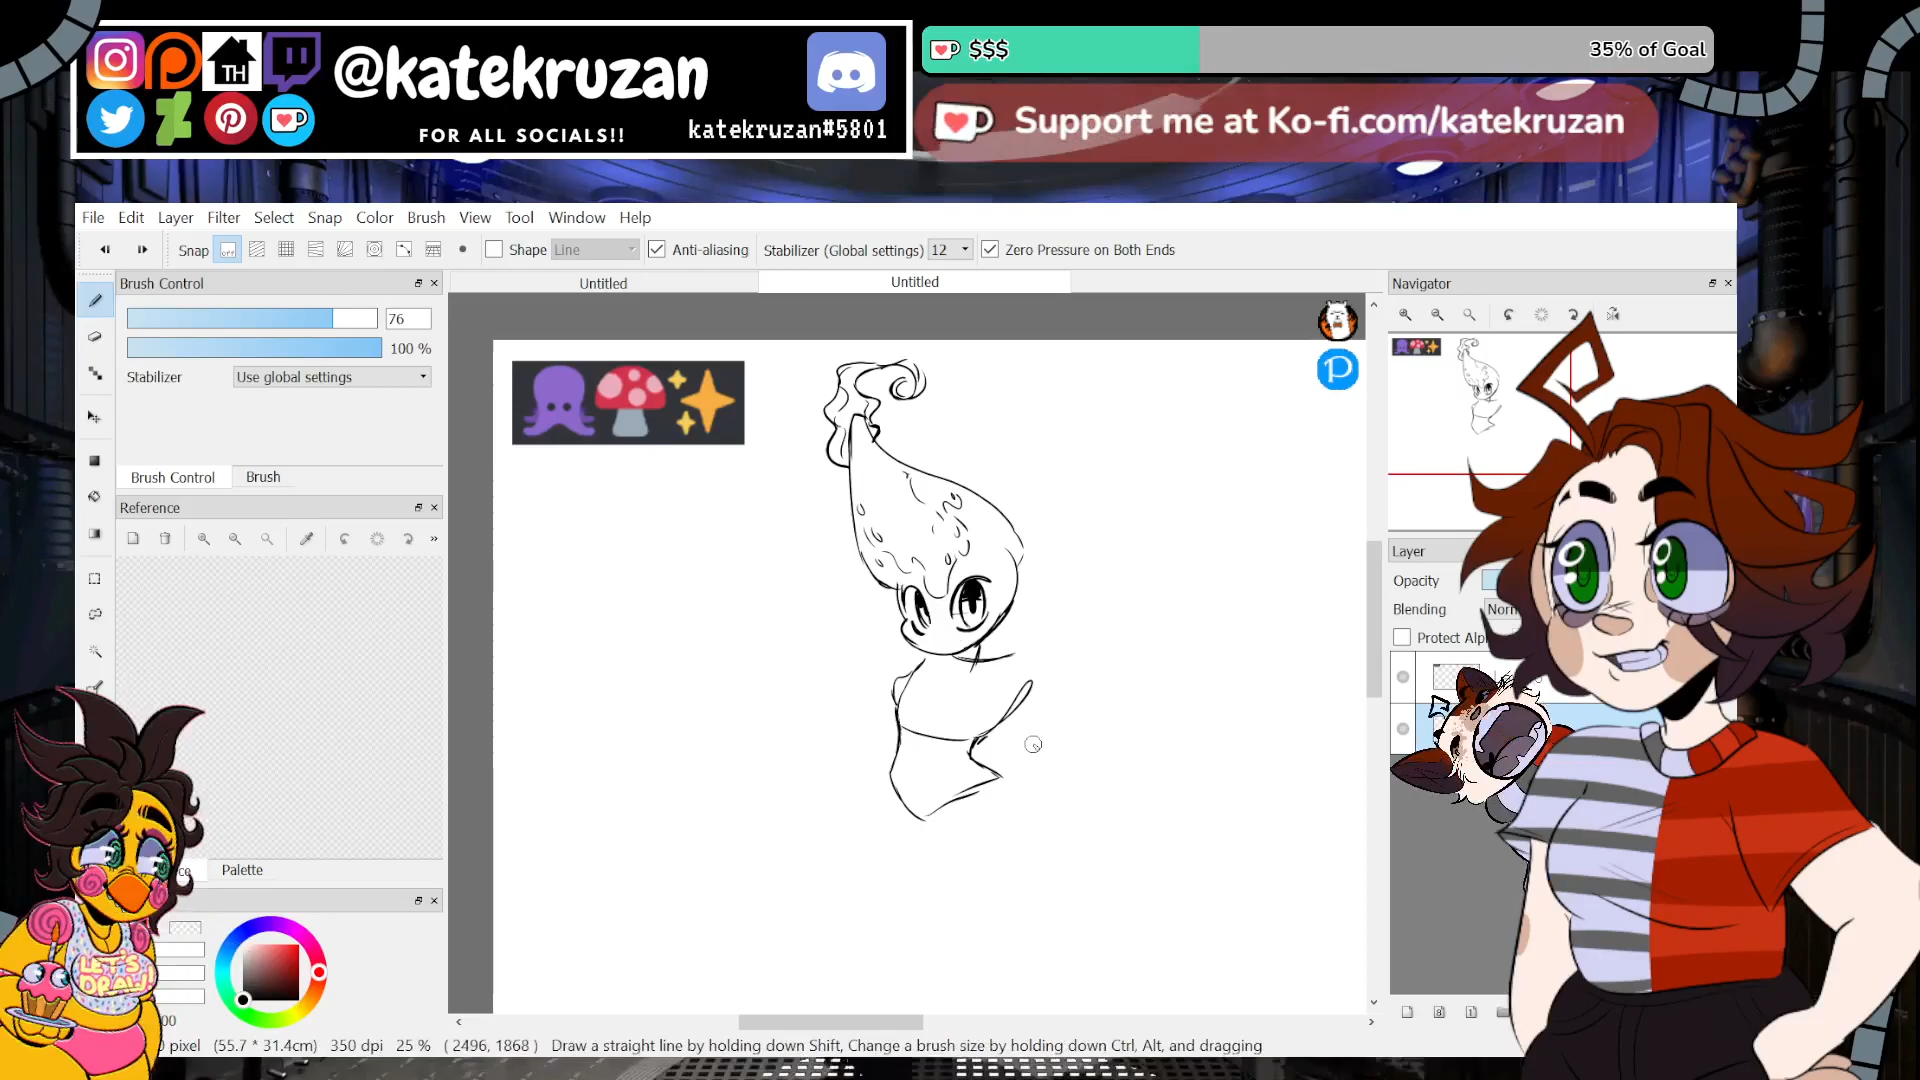 @katekruzan
FOR ALL SOCIALS!!
katekruzan#5801
TH
$$$
35% of Goal
Support me at Ko-fi.com/katekruzan
File Edit Layer Filter Select Snap Color Brush View Tool Window Help
Snap off Shape Line Anti-aliasing Stabilizer (Global settings) 12 Zero Pressure on Both Ends
Brush Control
Untitled
Untitled
Navigator
76
100 %
Stabilizer Use global settings
Brush Control Brush
Reference
Layer
Opacity
Blending Norm
Protect Alp
P
Palette
LET'S DRAW!
00
pixel (55.7 * 31.4cm) 350 dpi 25 % ( 2496, 1868 ) Draw a straight line by holding down Shift, Change a brush size by holding down Ctrl, Alt, and dragging